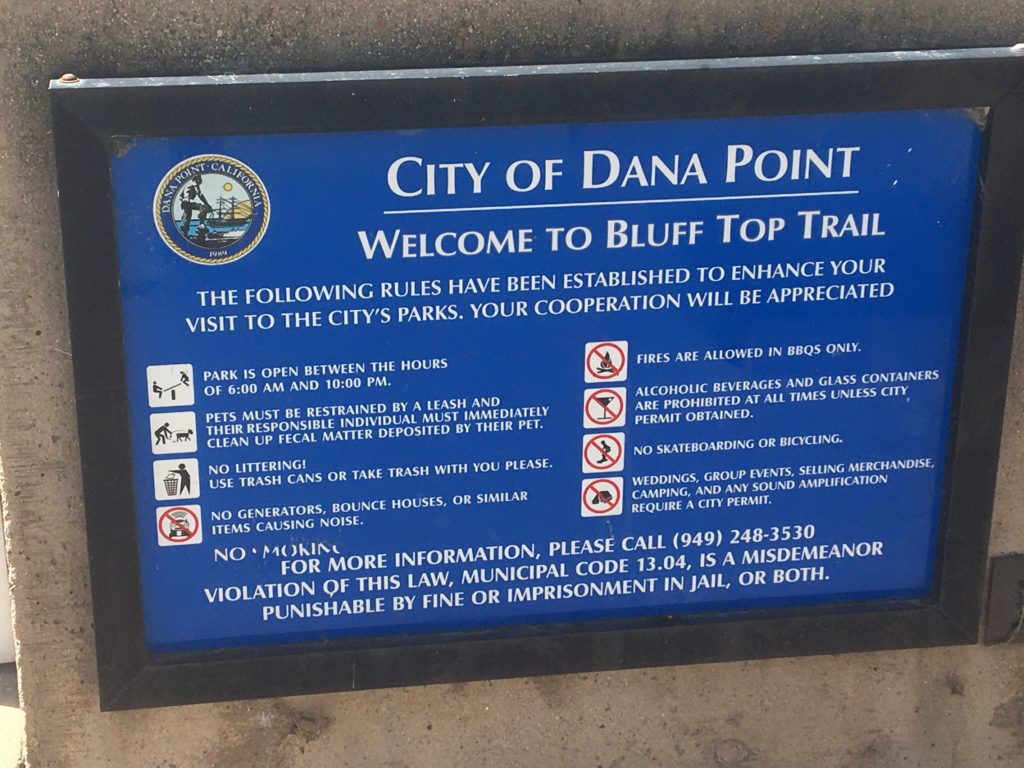 DANA POINT · CALIFORNIA
1989
CITY OF DANA POINT
WELCOME TO BLUFF TOP TRAIL
THE FOLLOWING RULES HAVE BEEN ESTABLISHED TO ENHANCE YOUR
VISIT TO THE CITY'S PARKS. YOUR COOPERATION WILL BE APPRECIATED
PARK IS OPEN BETWEEN THE HOURS
OF 6:00 AM AND 10:00 PM.
PETS MUST BE RESTRAINED BY A LEASH AND
THEIR RESPONSIBLE INDIVIDUAL MUST IMMEDIATELY
CLEAN UP FECAL MATTER DEPOSITED BY THEIR PET.
NO LITTERING!
USE TRASH CANS OR TAKE TRASH WITH YOU PLEASE.
NO GENERATORS, BOUNCE HOUSES, OR SIMILAR
ITEMS CAUSING NOISE.
NO SMOKING
FIRES ARE ALLOWED IN BBQS ONLY.
ALCOHOLIC BEVERAGES AND GLASS CONTAINERS
ARE PROHIBITED AT ALL TIMES UNLESS CITY
PERMIT OBTAINED.
NO SKATEBOARDING OR BICYCLING.
WEDDINGS, GROUP EVENTS, SELLING MERCHANDISE,
CAMPING, AND ANY SOUND AMPLIFICATION
REQUIRE A CITY PERMIT.
FOR MORE INFORMATION, PLEASE CALL (949) 248-3530
VIOLATION OF THIS LAW, MUNICIPAL CODE 13.04, IS A MISDEMEANOR
PUNISHABLE BY FINE OR IMPRISONMENT IN JAIL, OR BOTH.